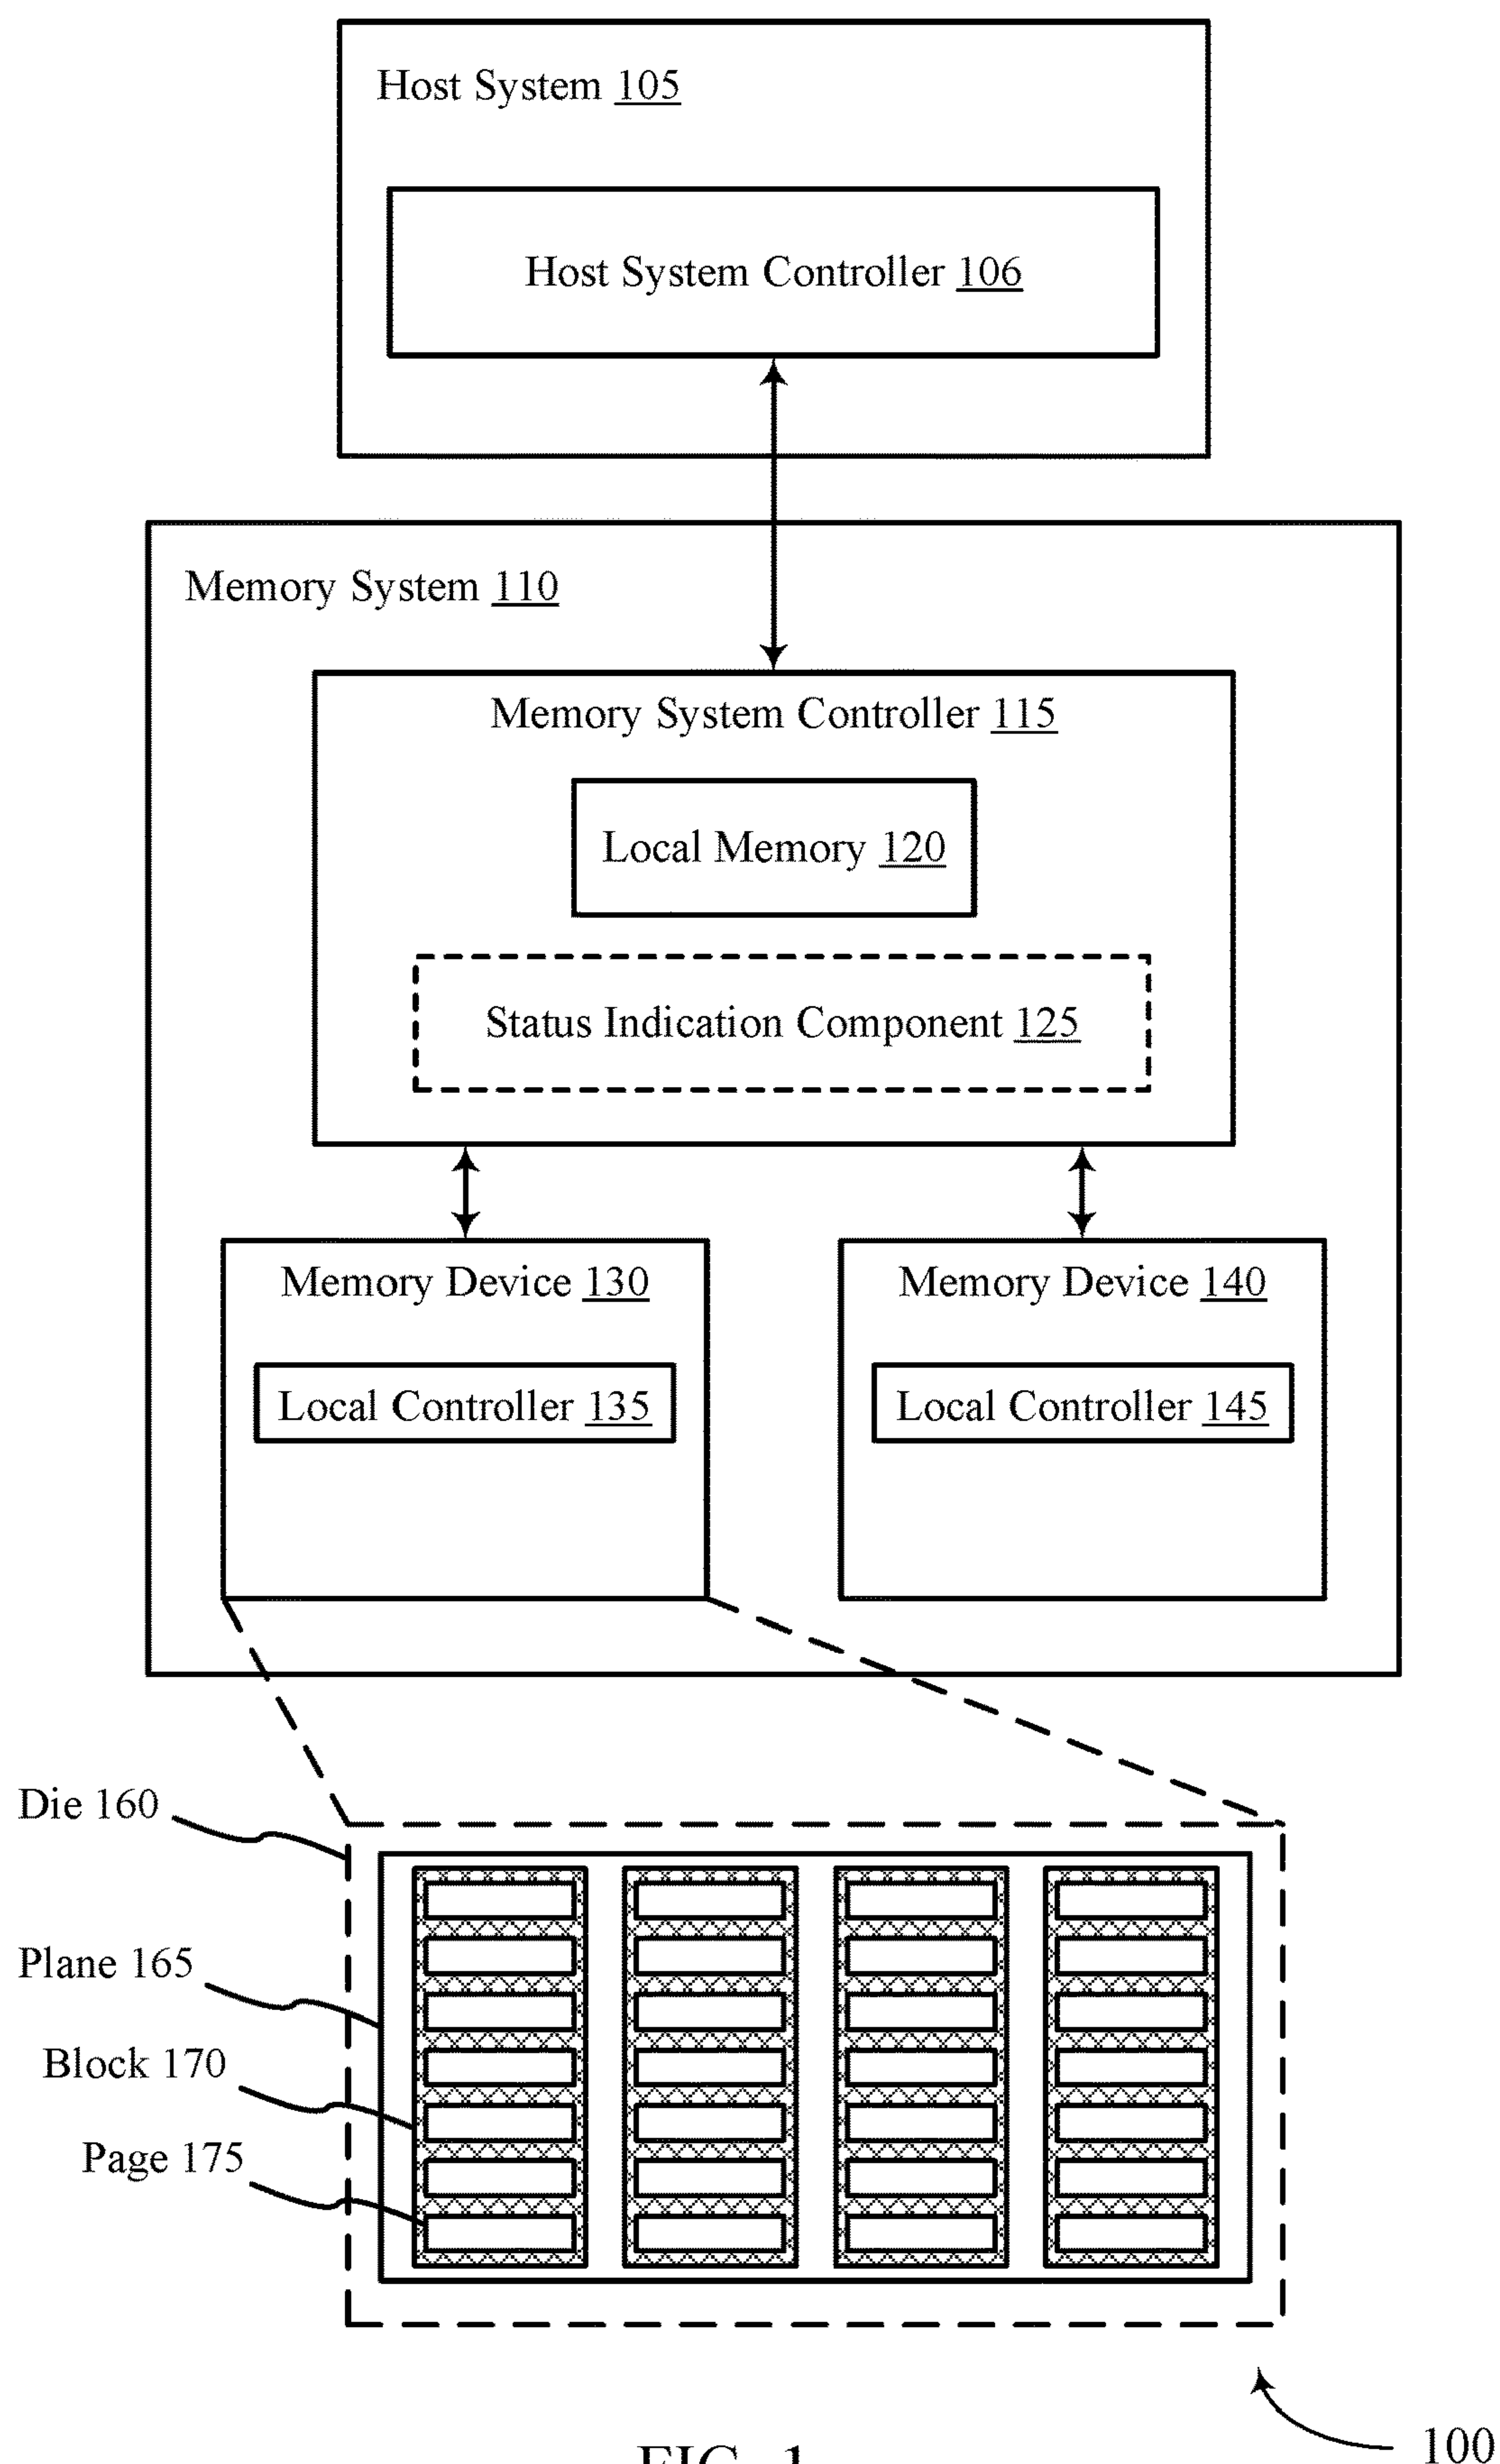 Host System 105
Host System Controller 106
Memory System 110
Memory System Controller 115
Local Memory 120
Status Indication Component 125
Memory Device 130
Local Controller 135
Memory Device 140
Local Controller 145
Die 160
Plane 165
Block 170
Page 175
100
FIG. 1